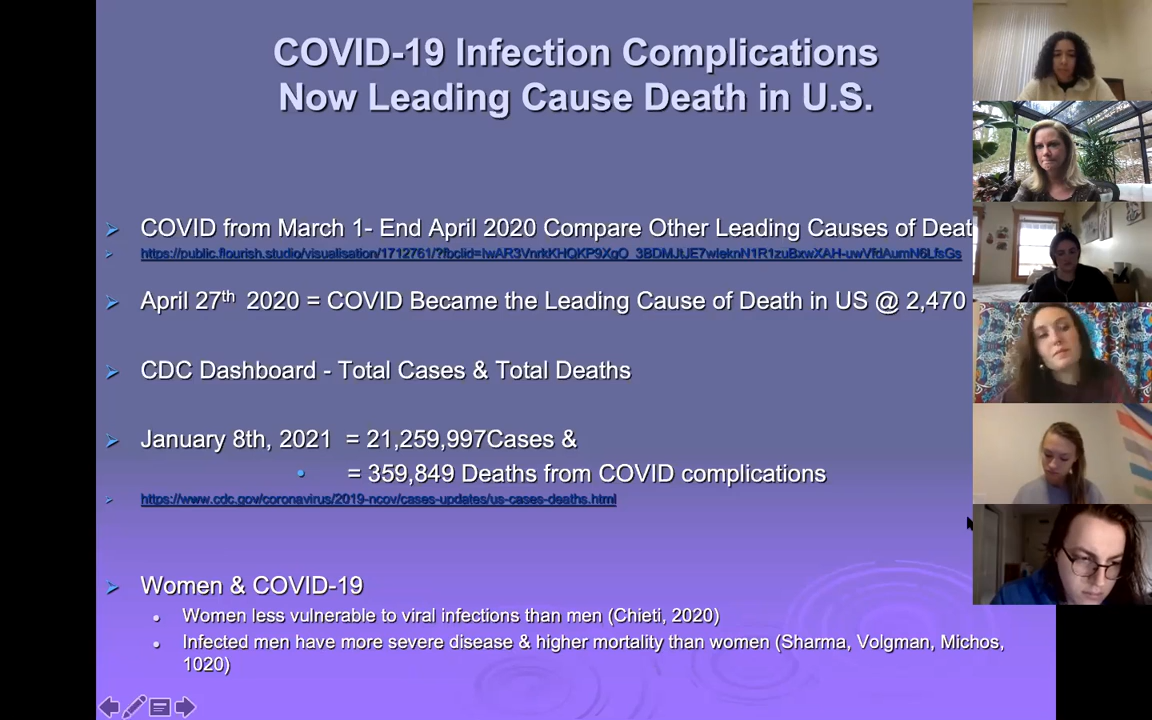 COVID-19 Infection Complications
Now Leading Cause Death in U.S.
COVID from March 1- End April 2020 Compare Other Leading Causes of Deat
April 27th 2020 = COVID Became the Leading Cause of Death in US @ 2,470
CDC Dashboard - Total Cases & Total Deaths
January 8th, 2021 = 21,259,997Cases &
= 359,849 Deaths from COVID complications
https://www.cdc.gov/coronavirus/2019-ncov/cases-updates/us-cases-deaths.html
Women & COVID-19
Women less vulnerable to viral infections than men (Chieti, 2020)
Infected men have more severe disease & higher mortality than women (Sharma, Volgman, Michos,
1020)